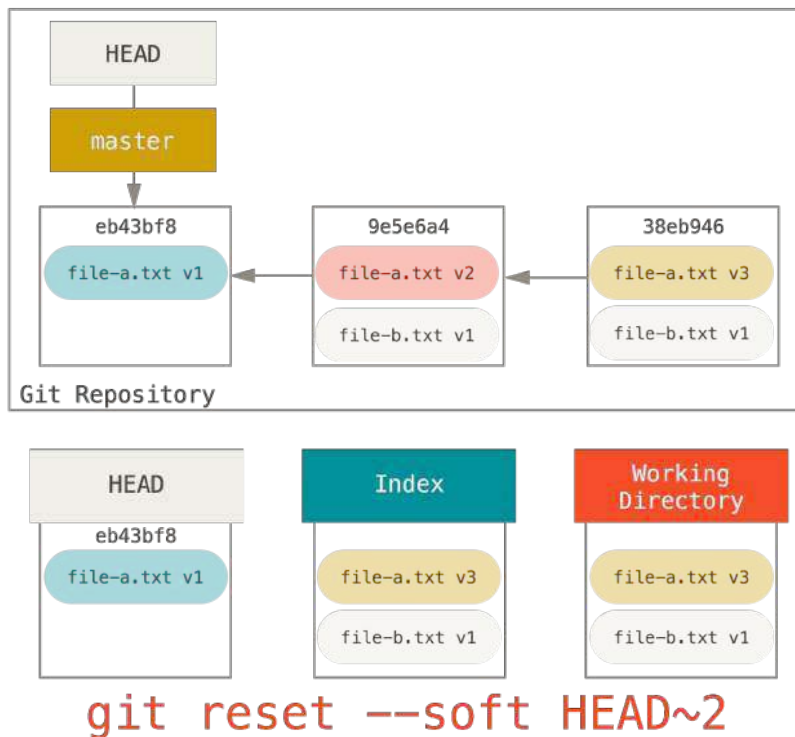 HEAD
master
eb43bf8
9e5e6a4
38eb946
file-a.txt v1
file-a.txt v2
file-a.txt v3
file-b.txt v1
file-b.txt v1
Git Repository
HEAD
Index
Working
Directory
eb43bf8
file-a.txt v1
file-a.txt v3
file-a.txt v3
file-b.txt v1
file-b.txt v1
git reset --soft HEAD~2